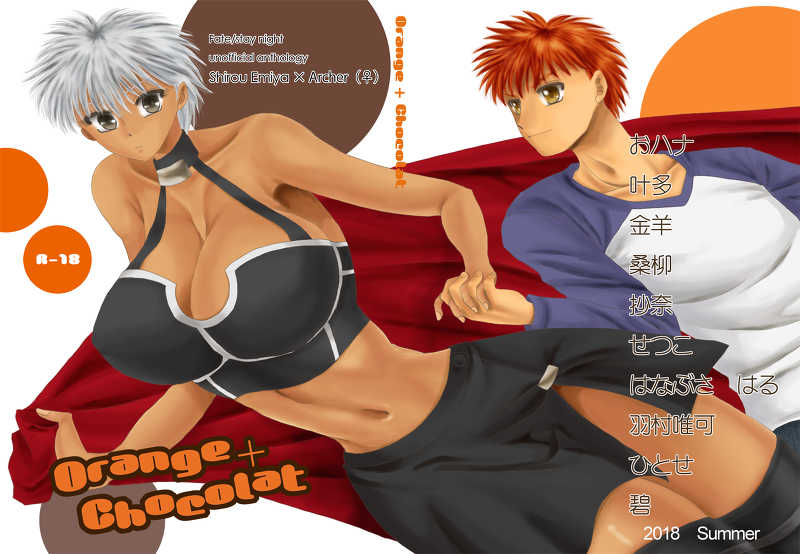 Fate/stay night
unofficial anthology
Shirou Emiya × Archer（♀）
R-18
Orange +
Chocolat
Orange + Chocolat
おハナ
叶多
金羊
桑柳
抄奈
せつこ
はなぶさ　はる
羽村唯可
ひとせ
碧
2018　Summer